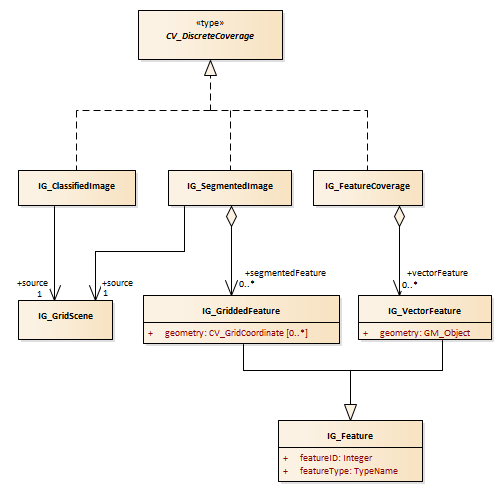 «type»
CV_DiscreteCoverage
IG_ClassifiedImage
IG_SegmentedImage
IG_FeatureCoverage
+source
1
+source
1
+segmentedFeature
0..*
+vectorFeature
0..*
IG_GridScene
IG_GriddedFeature
+ geometry: CV_GridCoordinate [0..*]
IG_VectorFeature
+ geometry: GM_Object
IG_Feature
+ featureID: Integer
+ featureType: TypeName